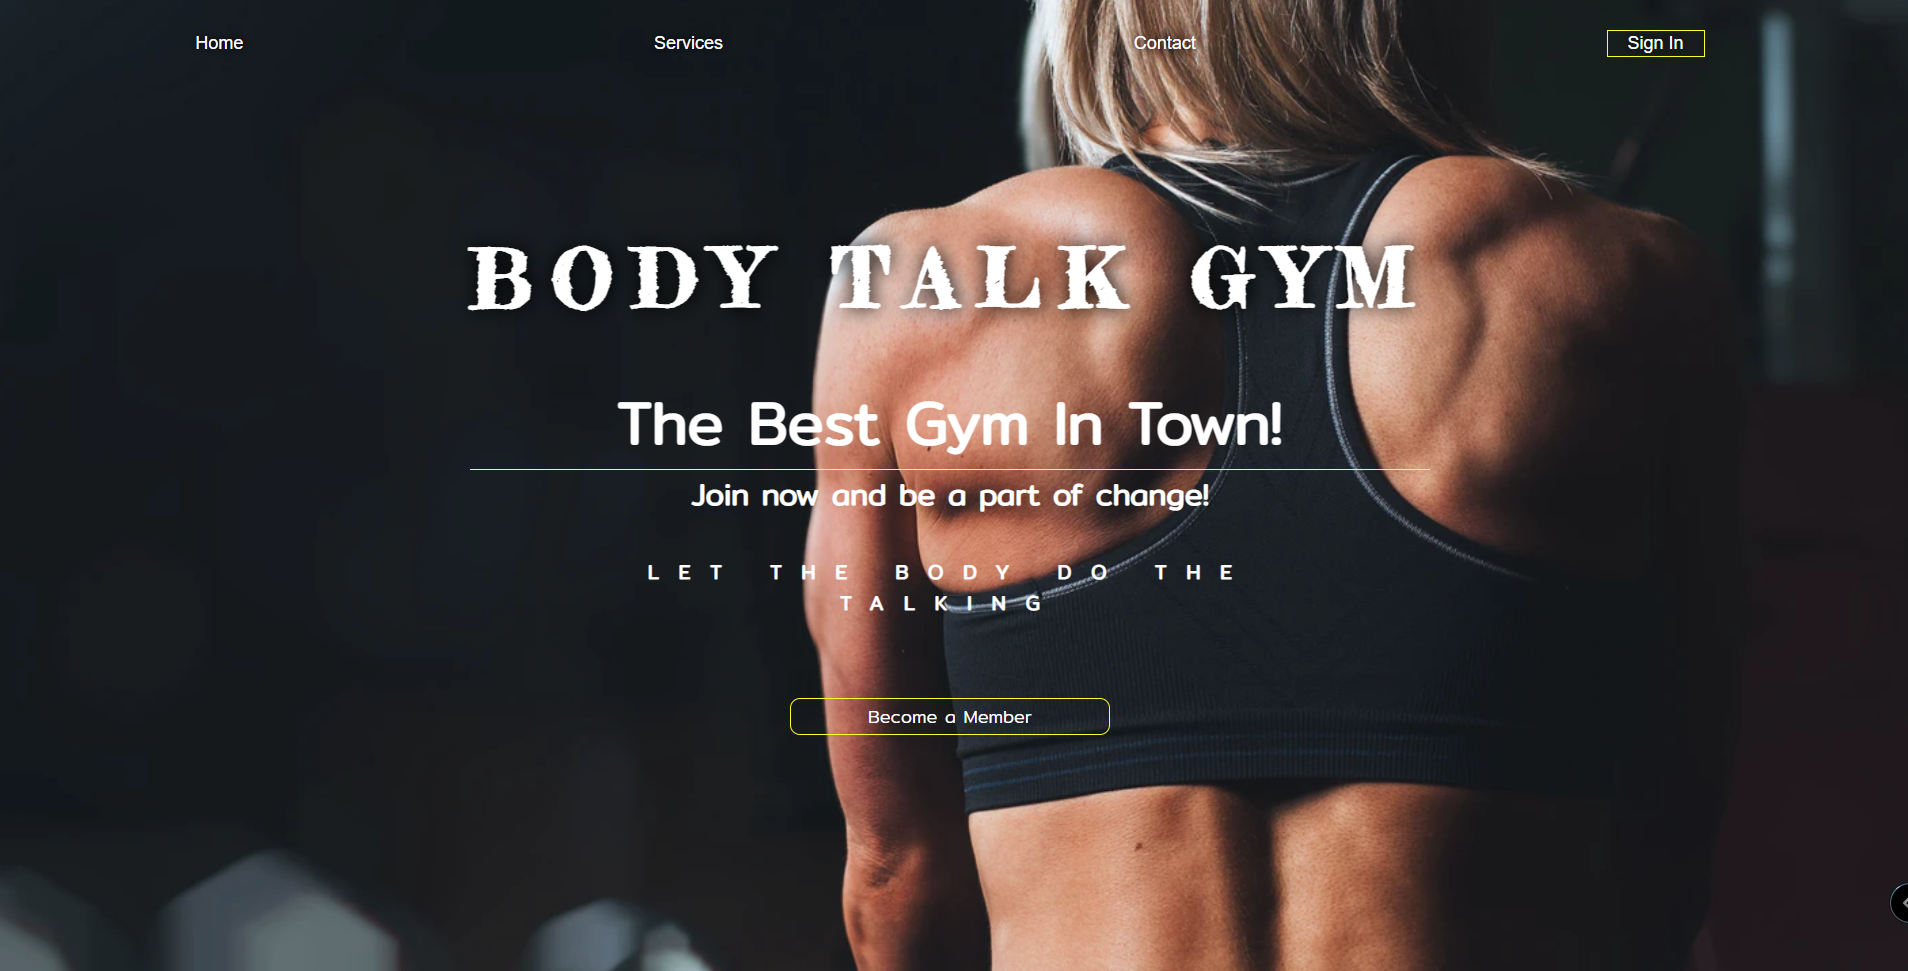 Home Services Contact Sign In
BODY TALK GYM
The Best Gym In Town!
Join now and be a part of change!
LET THE BODY DO THE
TALKING
Become a Member